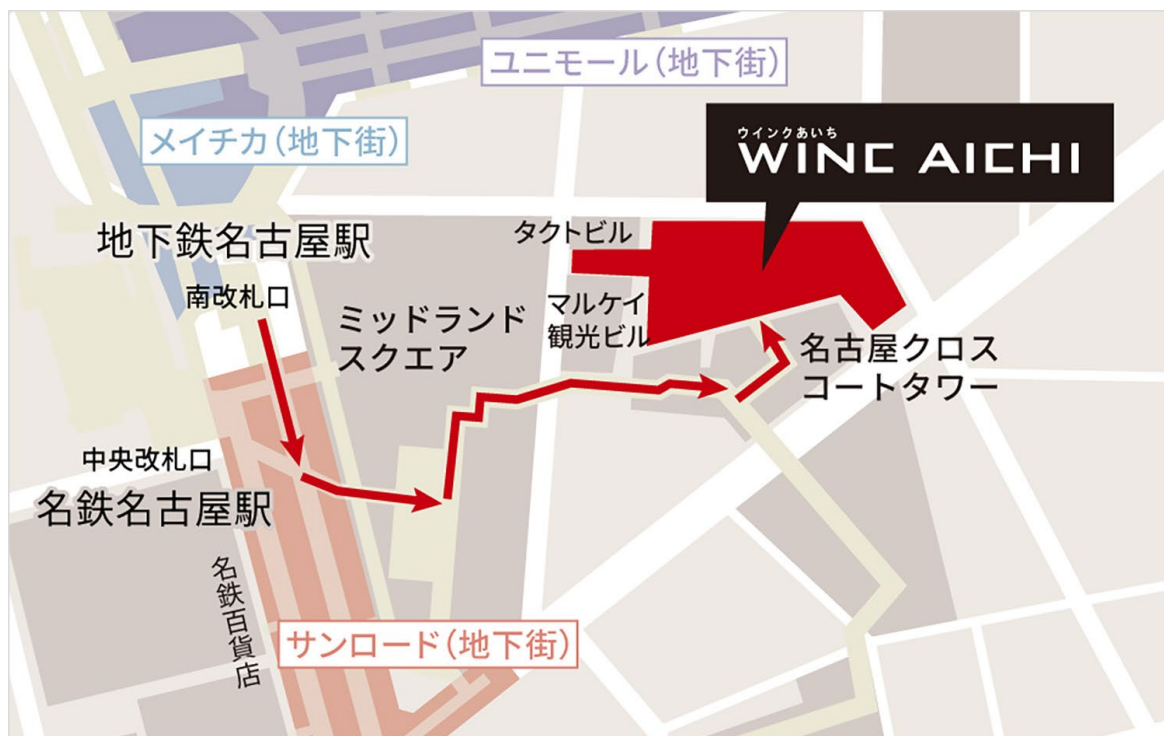 ユニモール(地下街)
メイチカ(地下街)
ウインクあいち
WINC AICHI
地下鉄名古屋駅
南改札口
タクトビル
ミッドランド
スクエア
マルケイ
観光ビル
名古屋クロス
コートタワー
中央改札口
名鉄名古屋駅
名鉄百貨店
サンロード(地下街)